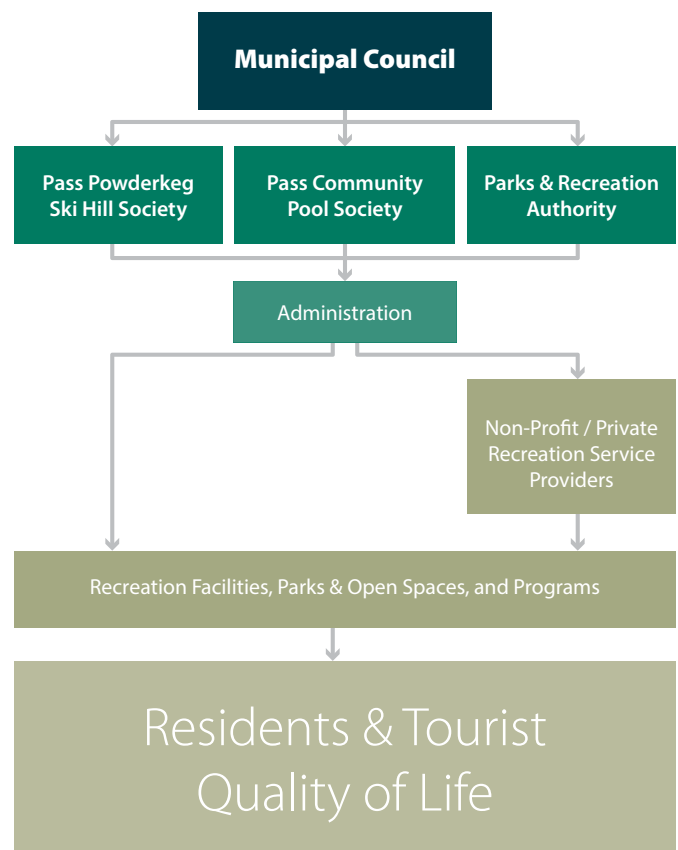 Municipal Council
Pass Powderkeg
Ski Hill Society
Pass Community
Pool Society
Parks & Recreation
Authority
Administration
Non-Profit / Private
Recreation Service
Providers
Recreation Facilities, Parks & Open Spaces, and Programs
Residents & Tourist
Quality of Life